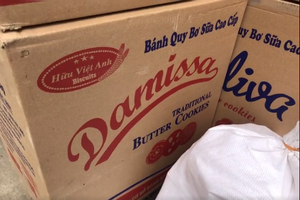 Bánh Quy Bơ Sữa Cao Cấp
Hữu Việt Anh
Biscuits
Damissa
TRADITIONAL
BUTTER COOKIES
Bánh Quy Bơ Sữa Cao
liva
cookies